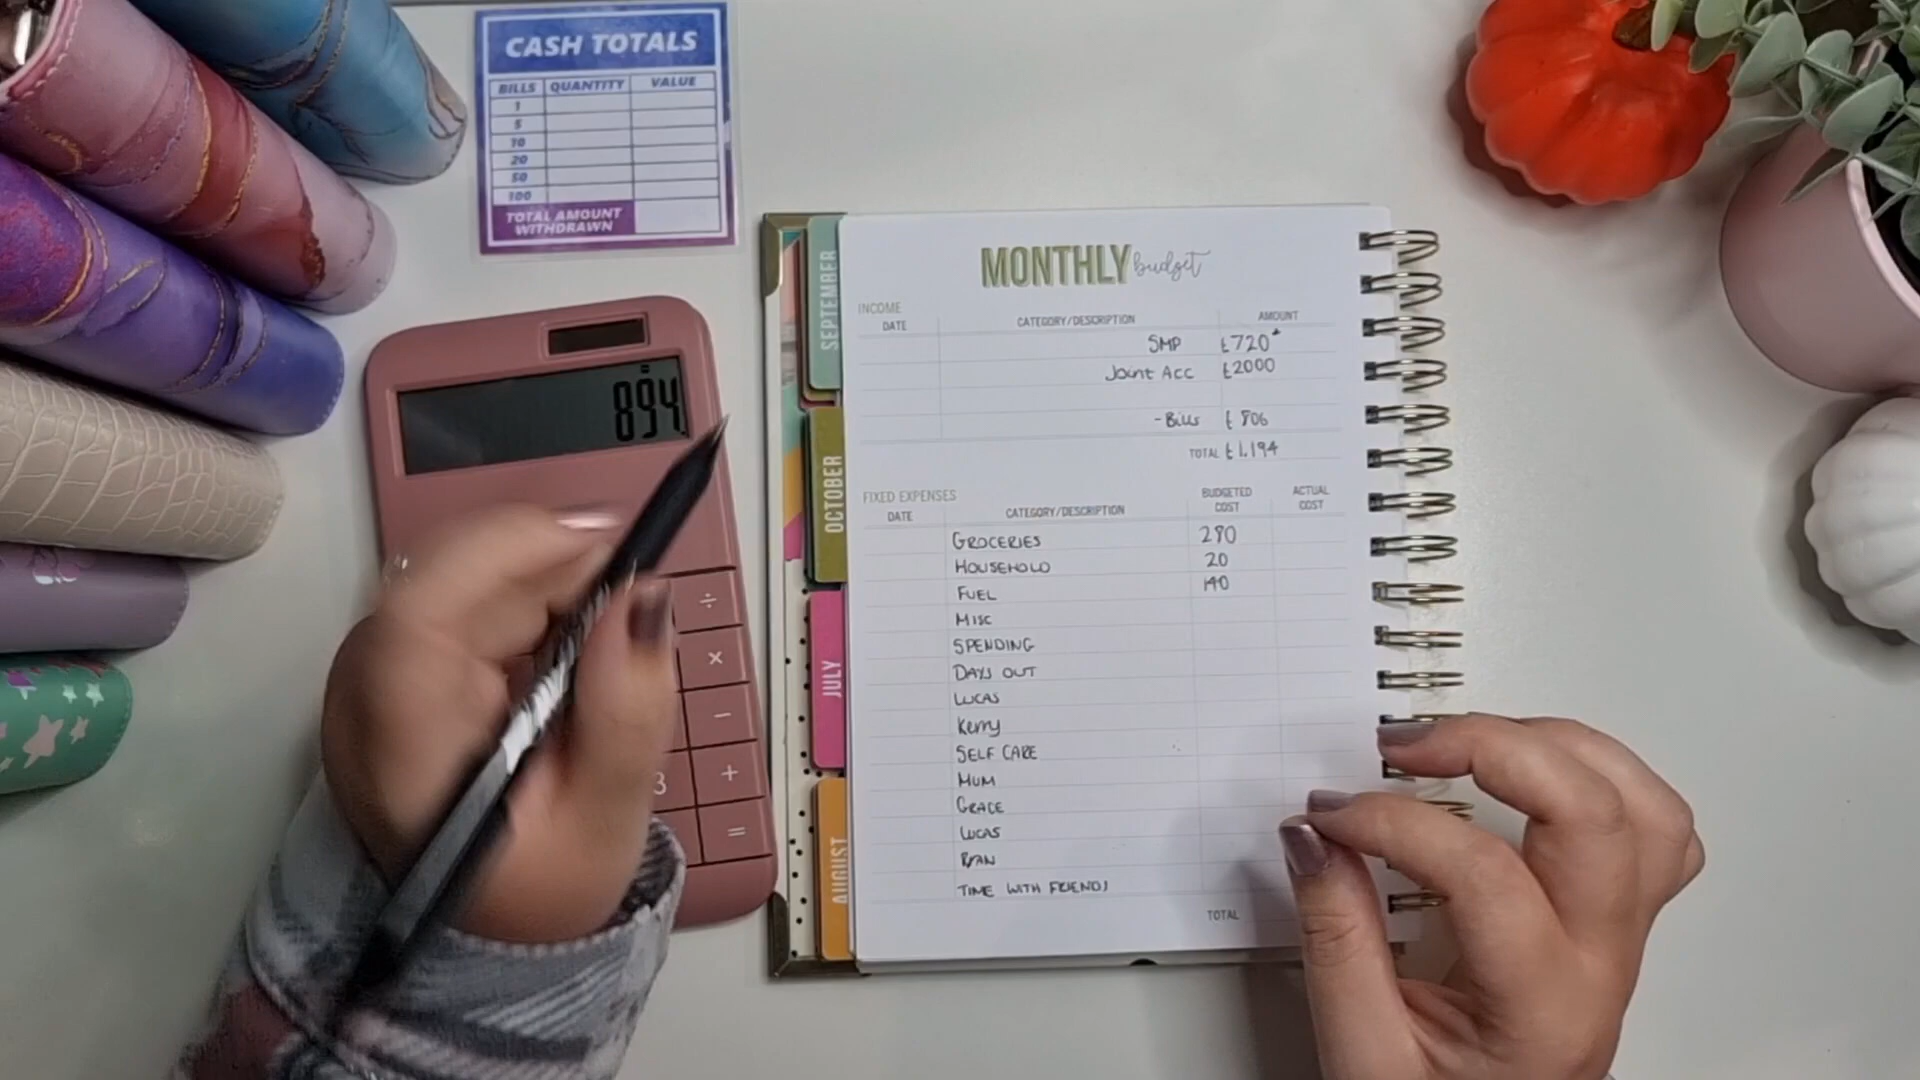 CASH TOTALS
BILLS QUANTITY VALUE
1
5
10
20
50
100
TOTAL AMOUNT
WITHDRAWN
894.
÷
×
−
3 +
=
SEPTEMBER
OCTOBER
JULY
AUGUST
MONTHLY budget
INCOME
DATE CATEGORY/DESCRIPTION AMOUNT
SMP £720*
Joint Acc £2000
-Bills £806
TOTAL £1,194
FIXED EXPENSES
DATE CATEGORY/DESCRIPTION BUDGETED COST ACTUAL COST
GROCERIES 280
HOUSEHOLD 20
FUEL 140
MISC
SPENDING
DAYS OUT
LUCAS
Kerry
SELF CARE
MUM
GRACE
LUCAS
RYAN
TIME WITH FRIENDS
TOTAL